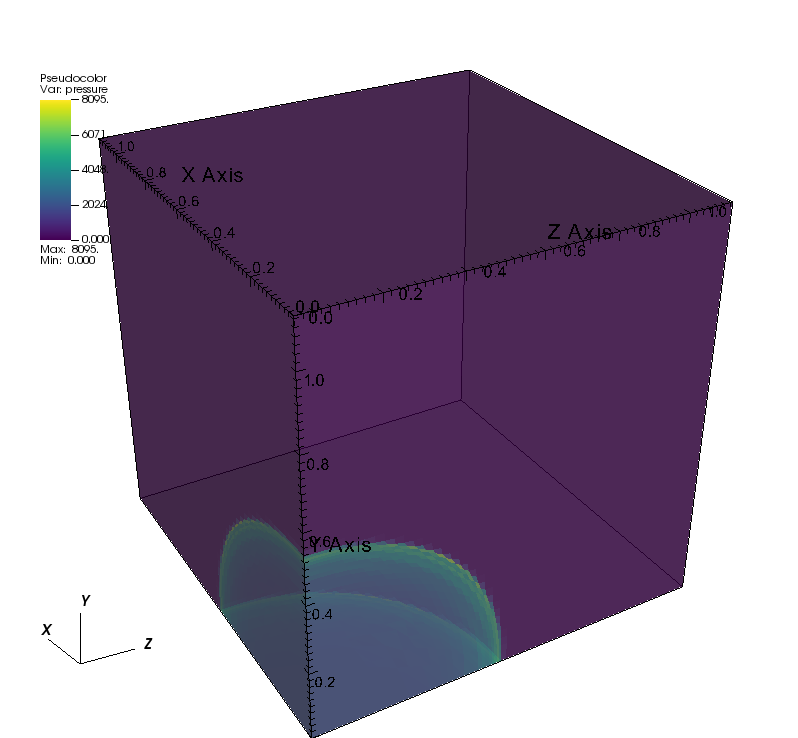 Pseudocolor
Var: pressure
8095.
6071.
4048.
2024.
0.000
Max: 8095.
Min: 0.000
1.0
0.8
0.6
0.4
0.2
0.0
X Axis
0.0
0.2
0.4
0.6
0.8
1.0
Z Axis
1.0
0.8
0.6
Y Axis
0.4
0.2
Y
X
Z